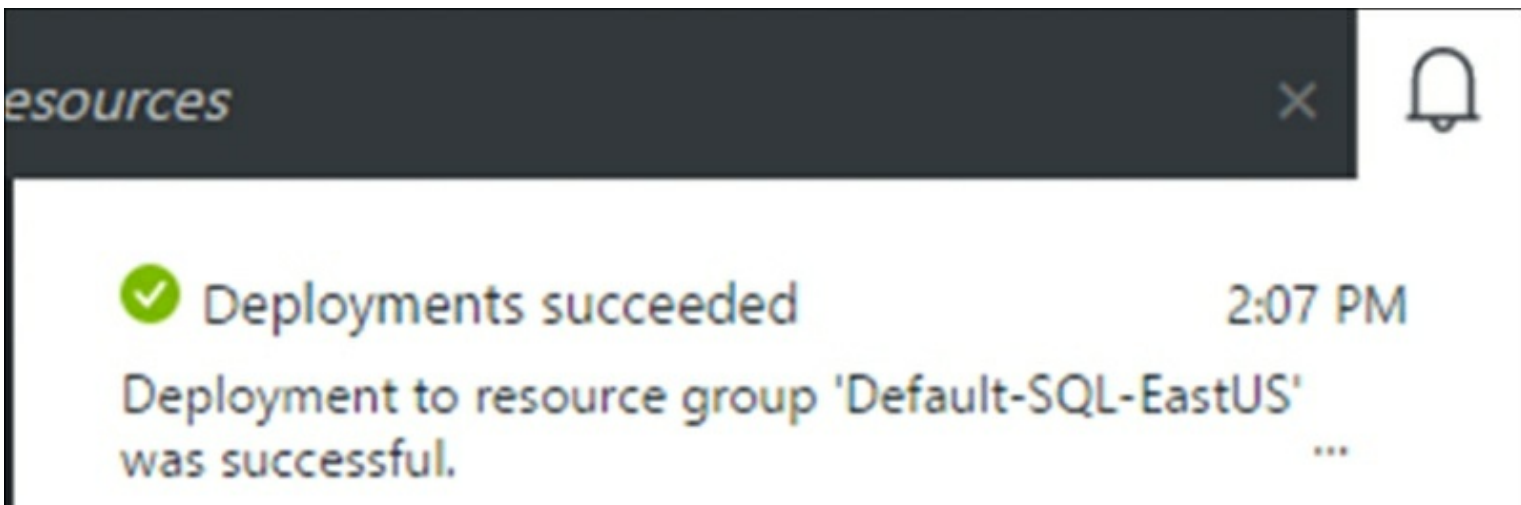 esources
Deployments succeeded 2:07 PM
Deployment to resource group 'Default-SQL-EastUS'
was successful.
...